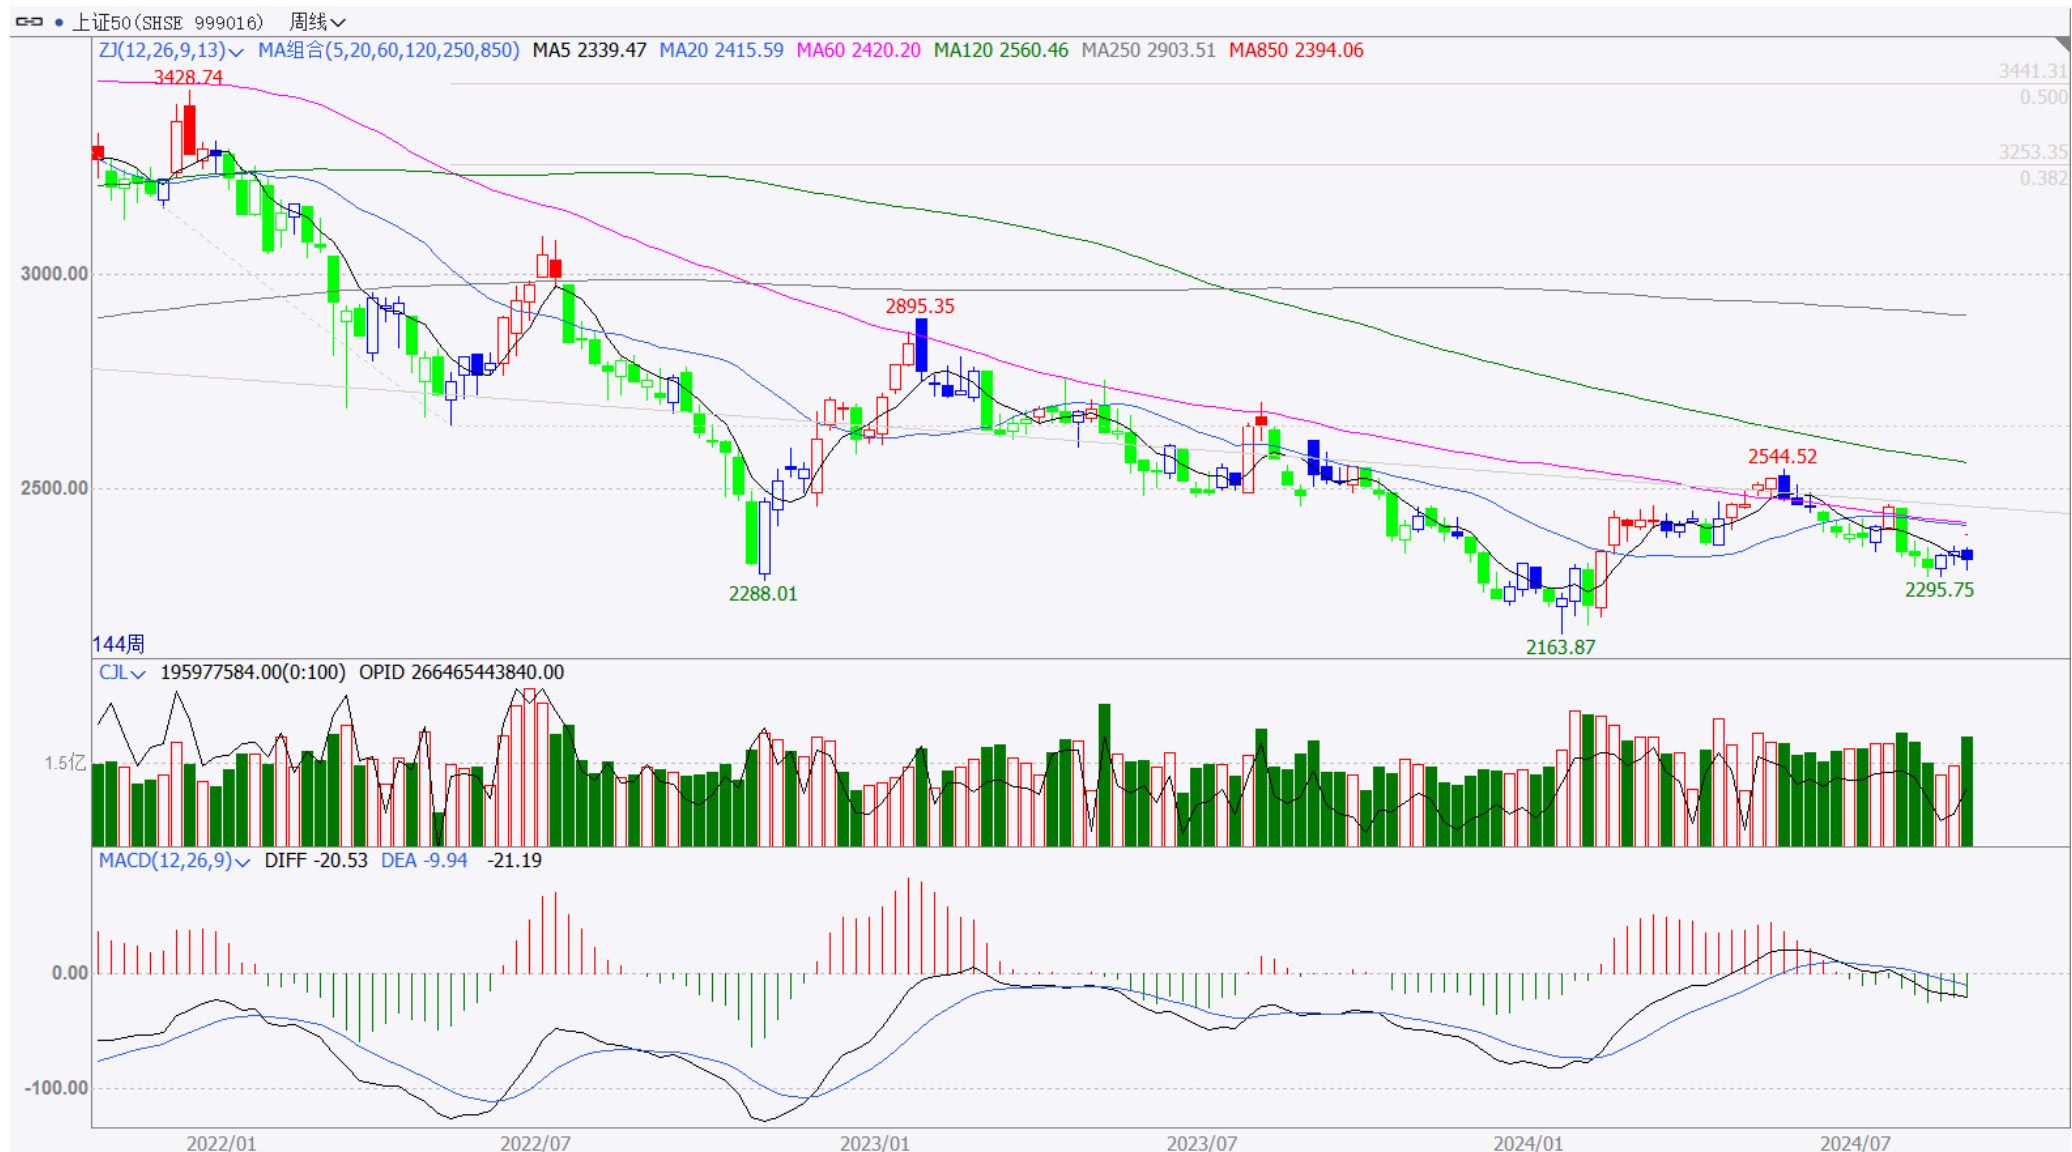 上证50(SHSE 999016) 周线
ZJ(12,26,9,13) MA组合(5,20,60,120,250,850) MA5 2339.47 MA20 2415.59 MA60 2420.20 MA120 2560.46 MA250 2903.51 MA850 2394.06
3428.74
3441.31
0.500
3253.35
0.382
3000.00
2895.35
2544.52
2500.00
2288.01
2295.75
2163.87
144周
CJL 195977584.00(0:100) OPID 266465443840.00
1.5亿
MACD(12,26,9) DIFF -20.53 DEA -9.94 -21.19
0.00
-100.00
2022/01 2022/07 2023/01 2023/07 2024/01 2024/07